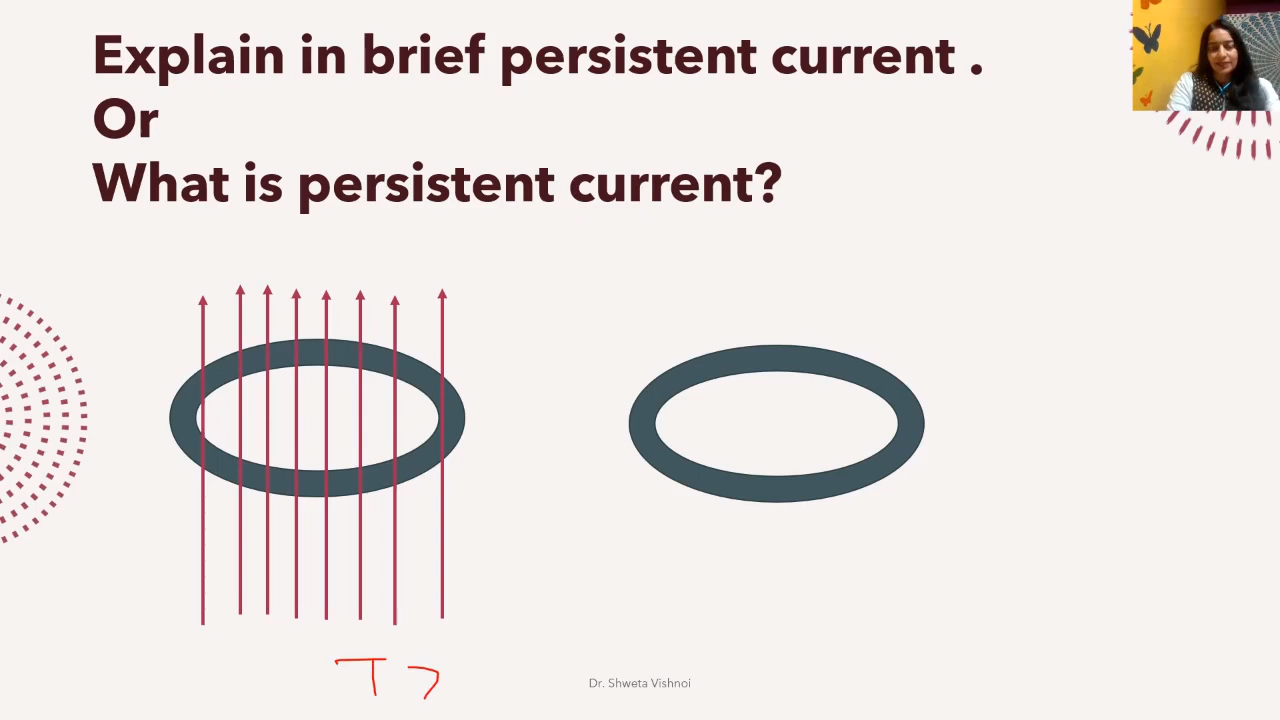 Explain in brief persistent current .
Or
What is persistent current?
T >
Dr. Shweta Vishnoi